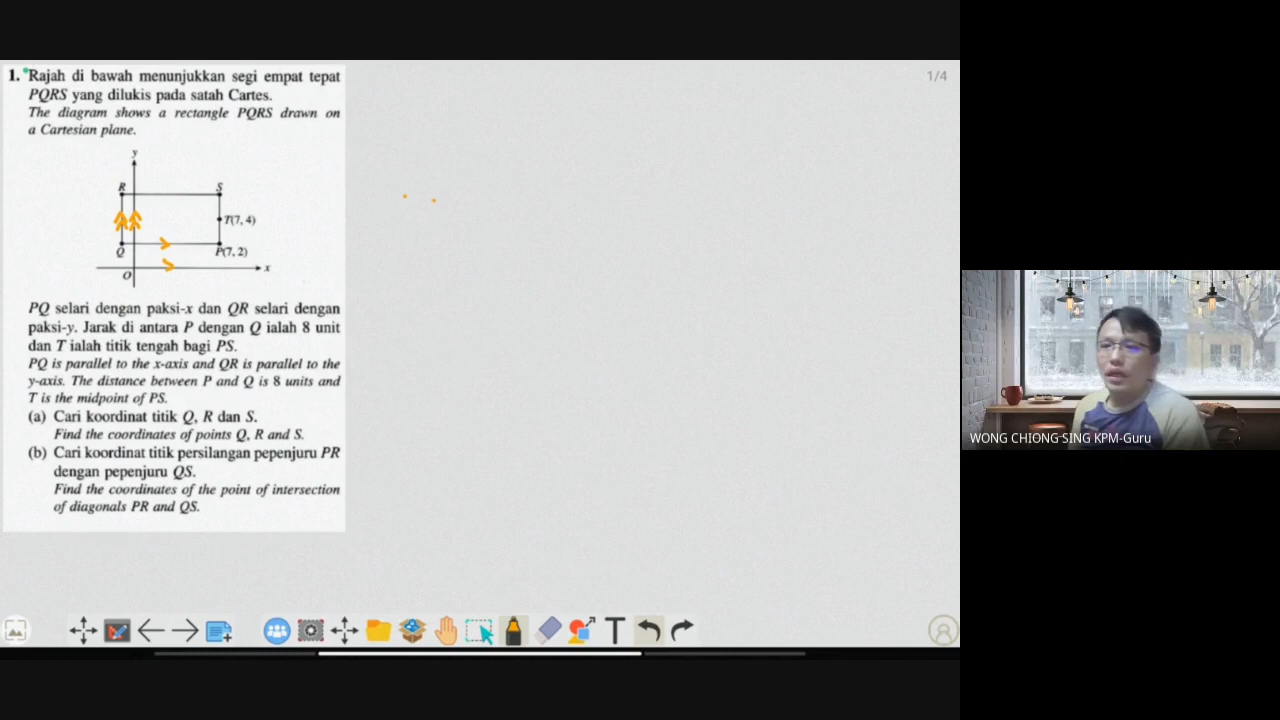 1/4
1. Rajah di bawah menunjukkan segi empat tepat
PQRS yang dilukis pada satah Cartes.
The diagram shows a rectangle PQRS drawn on
a Cartesian plane.
y
R S
T(7, 4)
Q P(7, 2)
O x
PQ selari dengan paksi-x dan QR selari dengan
paksi-y. Jarak di antara P dengan Q ialah 8 unit
dan T ialah titik tengah bagi PS.
PQ is parallel to the x-axis and QR is parallel to the
y-axis. The distance between P and Q is 8 units and
T is the midpoint of PS.
(a) Cari koordinat titik Q, R dan S.
Find the coordinates of points Q, R and S.
(b) Cari koordinat titik persilangan pepenjuru PR
dengan pepenjuru QS.
Find the coordinates of the point of intersection
of diagonals PR and QS.
T
WONG CHIONG SING KPM-Guru